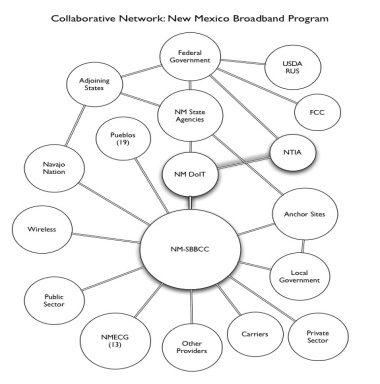 Collaborative Network: New Mexico Broadband Program
Federal
Government
USDA
RUS
Adjoining
States
FCC
NM State
Agencies
Pueblos
(19)
NTIA
Navajo
Nation
NM DoIT
Anchor Sites
Wireless
NM-SBBCC
Local
Government
Public
Sector
NMECG
(13)
Other
Providers
Carriers
Private
Sector